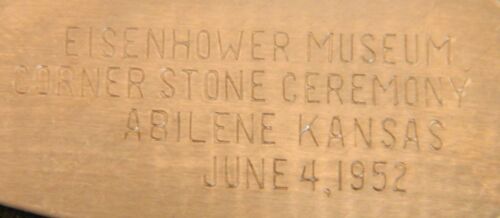 EISENHOWER MUSEUM
CORNER STONE CEREMONY
ABILENE KANSAS
JUNE 4, 1952